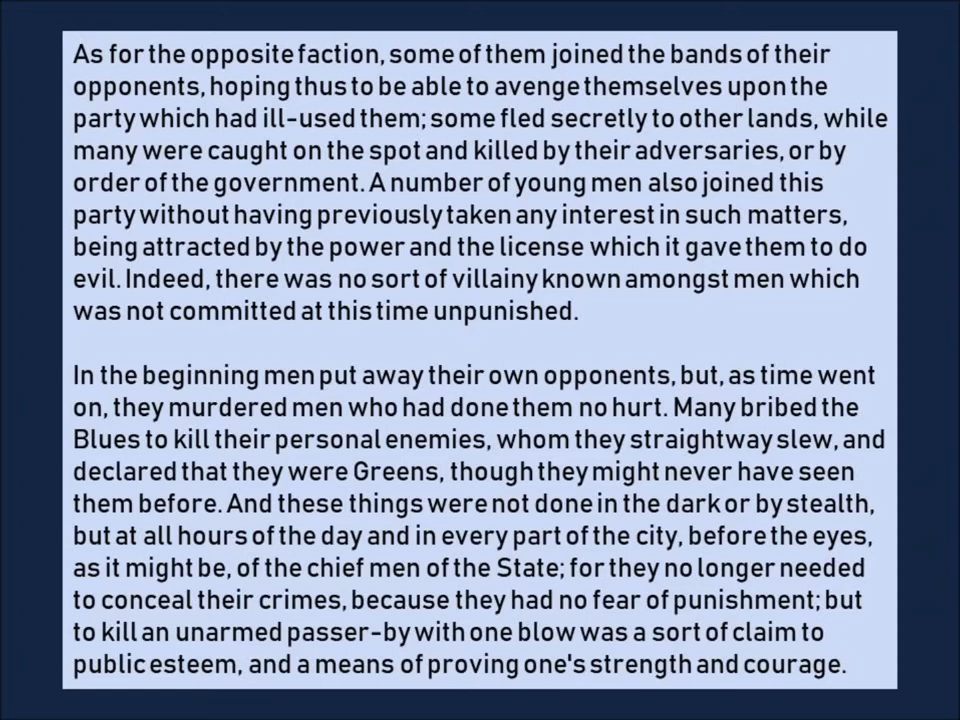 As for the opposite faction, some of them joined the bands of their
opponents, hoping thus to be able to avenge themselves upon the
party which had ill-used them; some fled secretly to other lands, while
many were caught on the spot and killed by their adversaries, or by
order of the government. A number of young men also joined this
party without having previously taken any interest in such matters,
being attracted by the power and the license which it gave them to do
evil. Indeed, there was no sort of villainy known amongst men which
was not committed at this time unpunished.
In the beginning men put away their own opponents, but, as time went
on, they murdered men who had done them no hurt. Many bribed the
Blues to kill their personal enemies, whom they straightway slew, and
declared that they were Greens, though they might never have seen
them before. And these things were not done in the dark or by stealth,
but at all hours of the day and in every part of the city, before the eyes,
as it might be, of the chief men of the State; for they no longer needed
to conceal their crimes, because they had no fear of punishment; but
to kill an unarmed passer-by with one blow was a sort of claim to
public esteem, and a means of proving one's strength and courage.